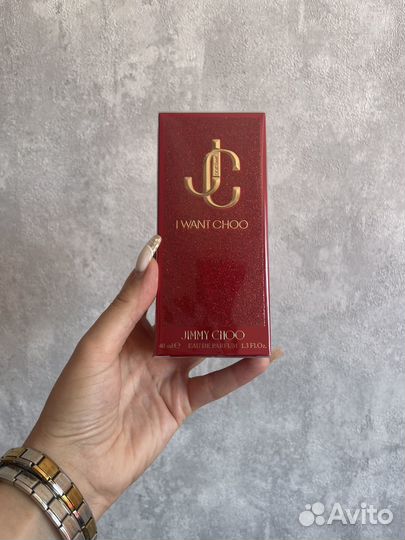 JC
I WANT CHOO
JIMMY CHOO
40 ml ℮ EAU DE PARFUM 1.3 Fl.Oz.
Avito